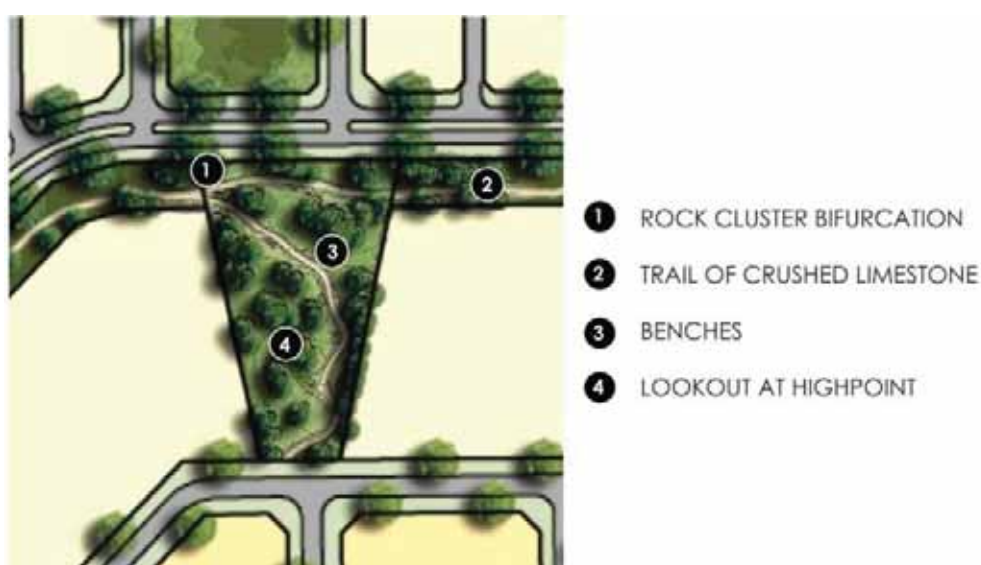 1
2
3
4
1 ROCK CLUSTER BIFURCATION
2 TRAIL OF CRUSHED LIMESTONE
3 BENCHES
4 LOOKOUT AT HIGHPOINT